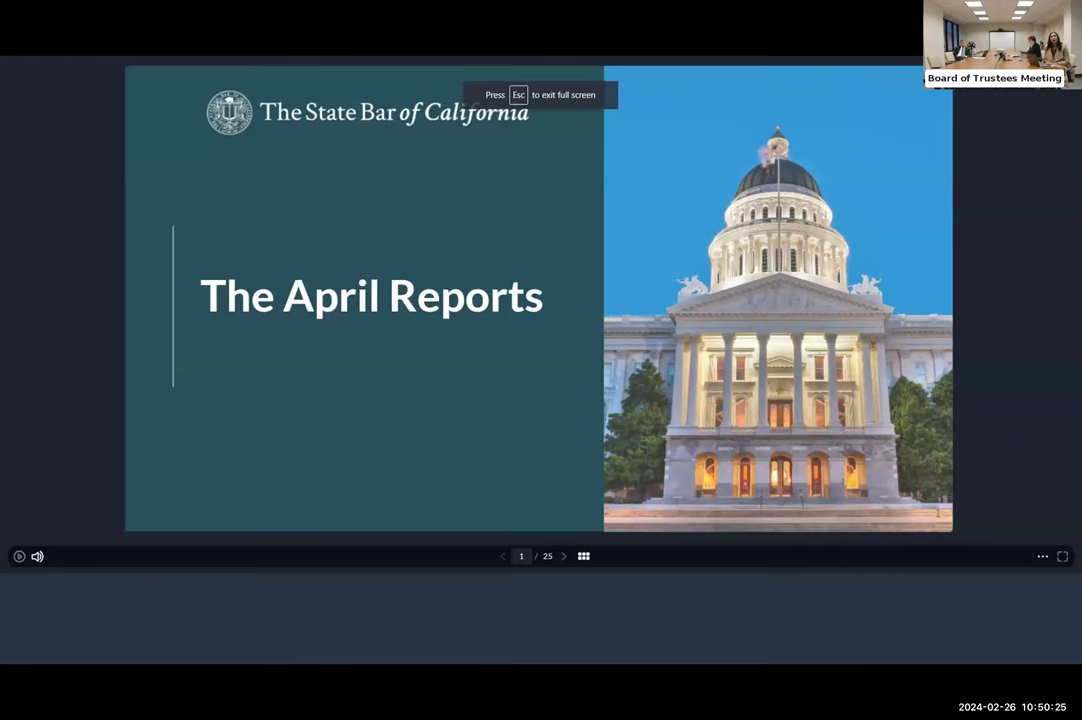 Board of Trustees Meeting
Press Esc to exit full screen
The State Bar of California
The April Reports
1 / 25
2024-02-26 10:50:25